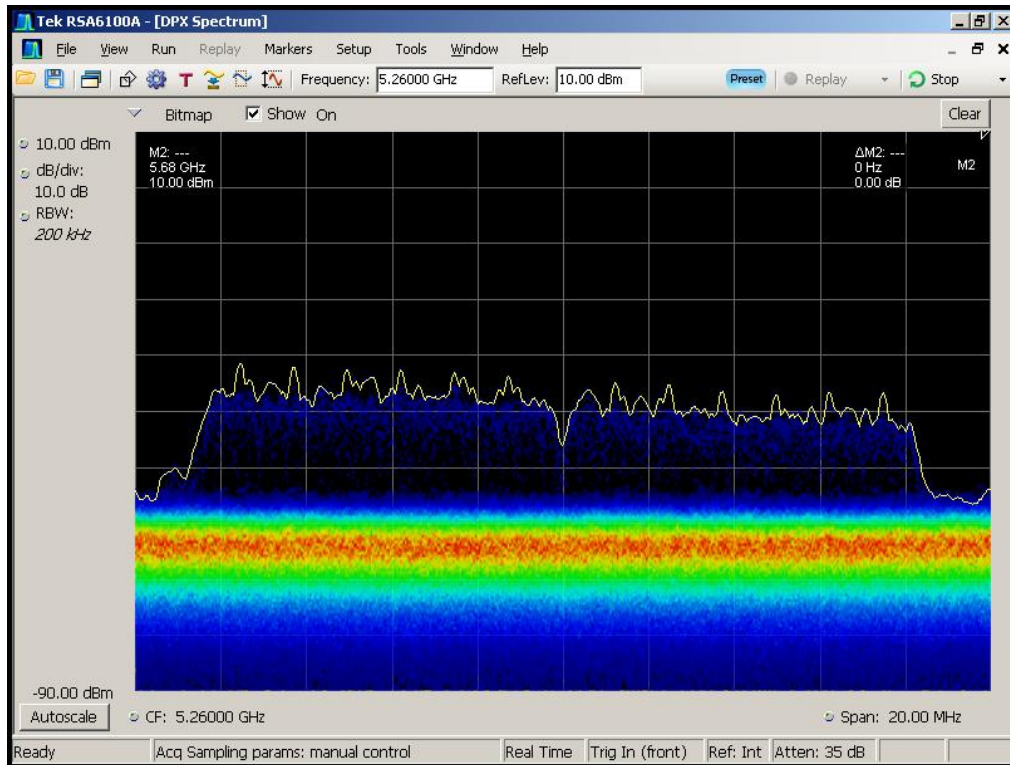 Tek RSA6100A - [DPX Spectrum]
File View Run Replay Markers Setup Tools Window Help
Frequency: 5.26000 GHz RefLev: 10.00 dBm Preset Replay Stop
Bitmap Show On Clear
10.00 dBm
dB/div:
10.0 dB
RBW:
200 kHz
M2: ---
5.68 GHz
10.00 dBm
ΔM2: ---
0 Hz
0.00 dB
M2
-90.00 dBm
Autoscale CF: 5.26000 GHz Span: 20.00 MHz
Ready Acq Sampling params: manual control Real Time Trig In (front) Ref: Int Atten: 35 dB